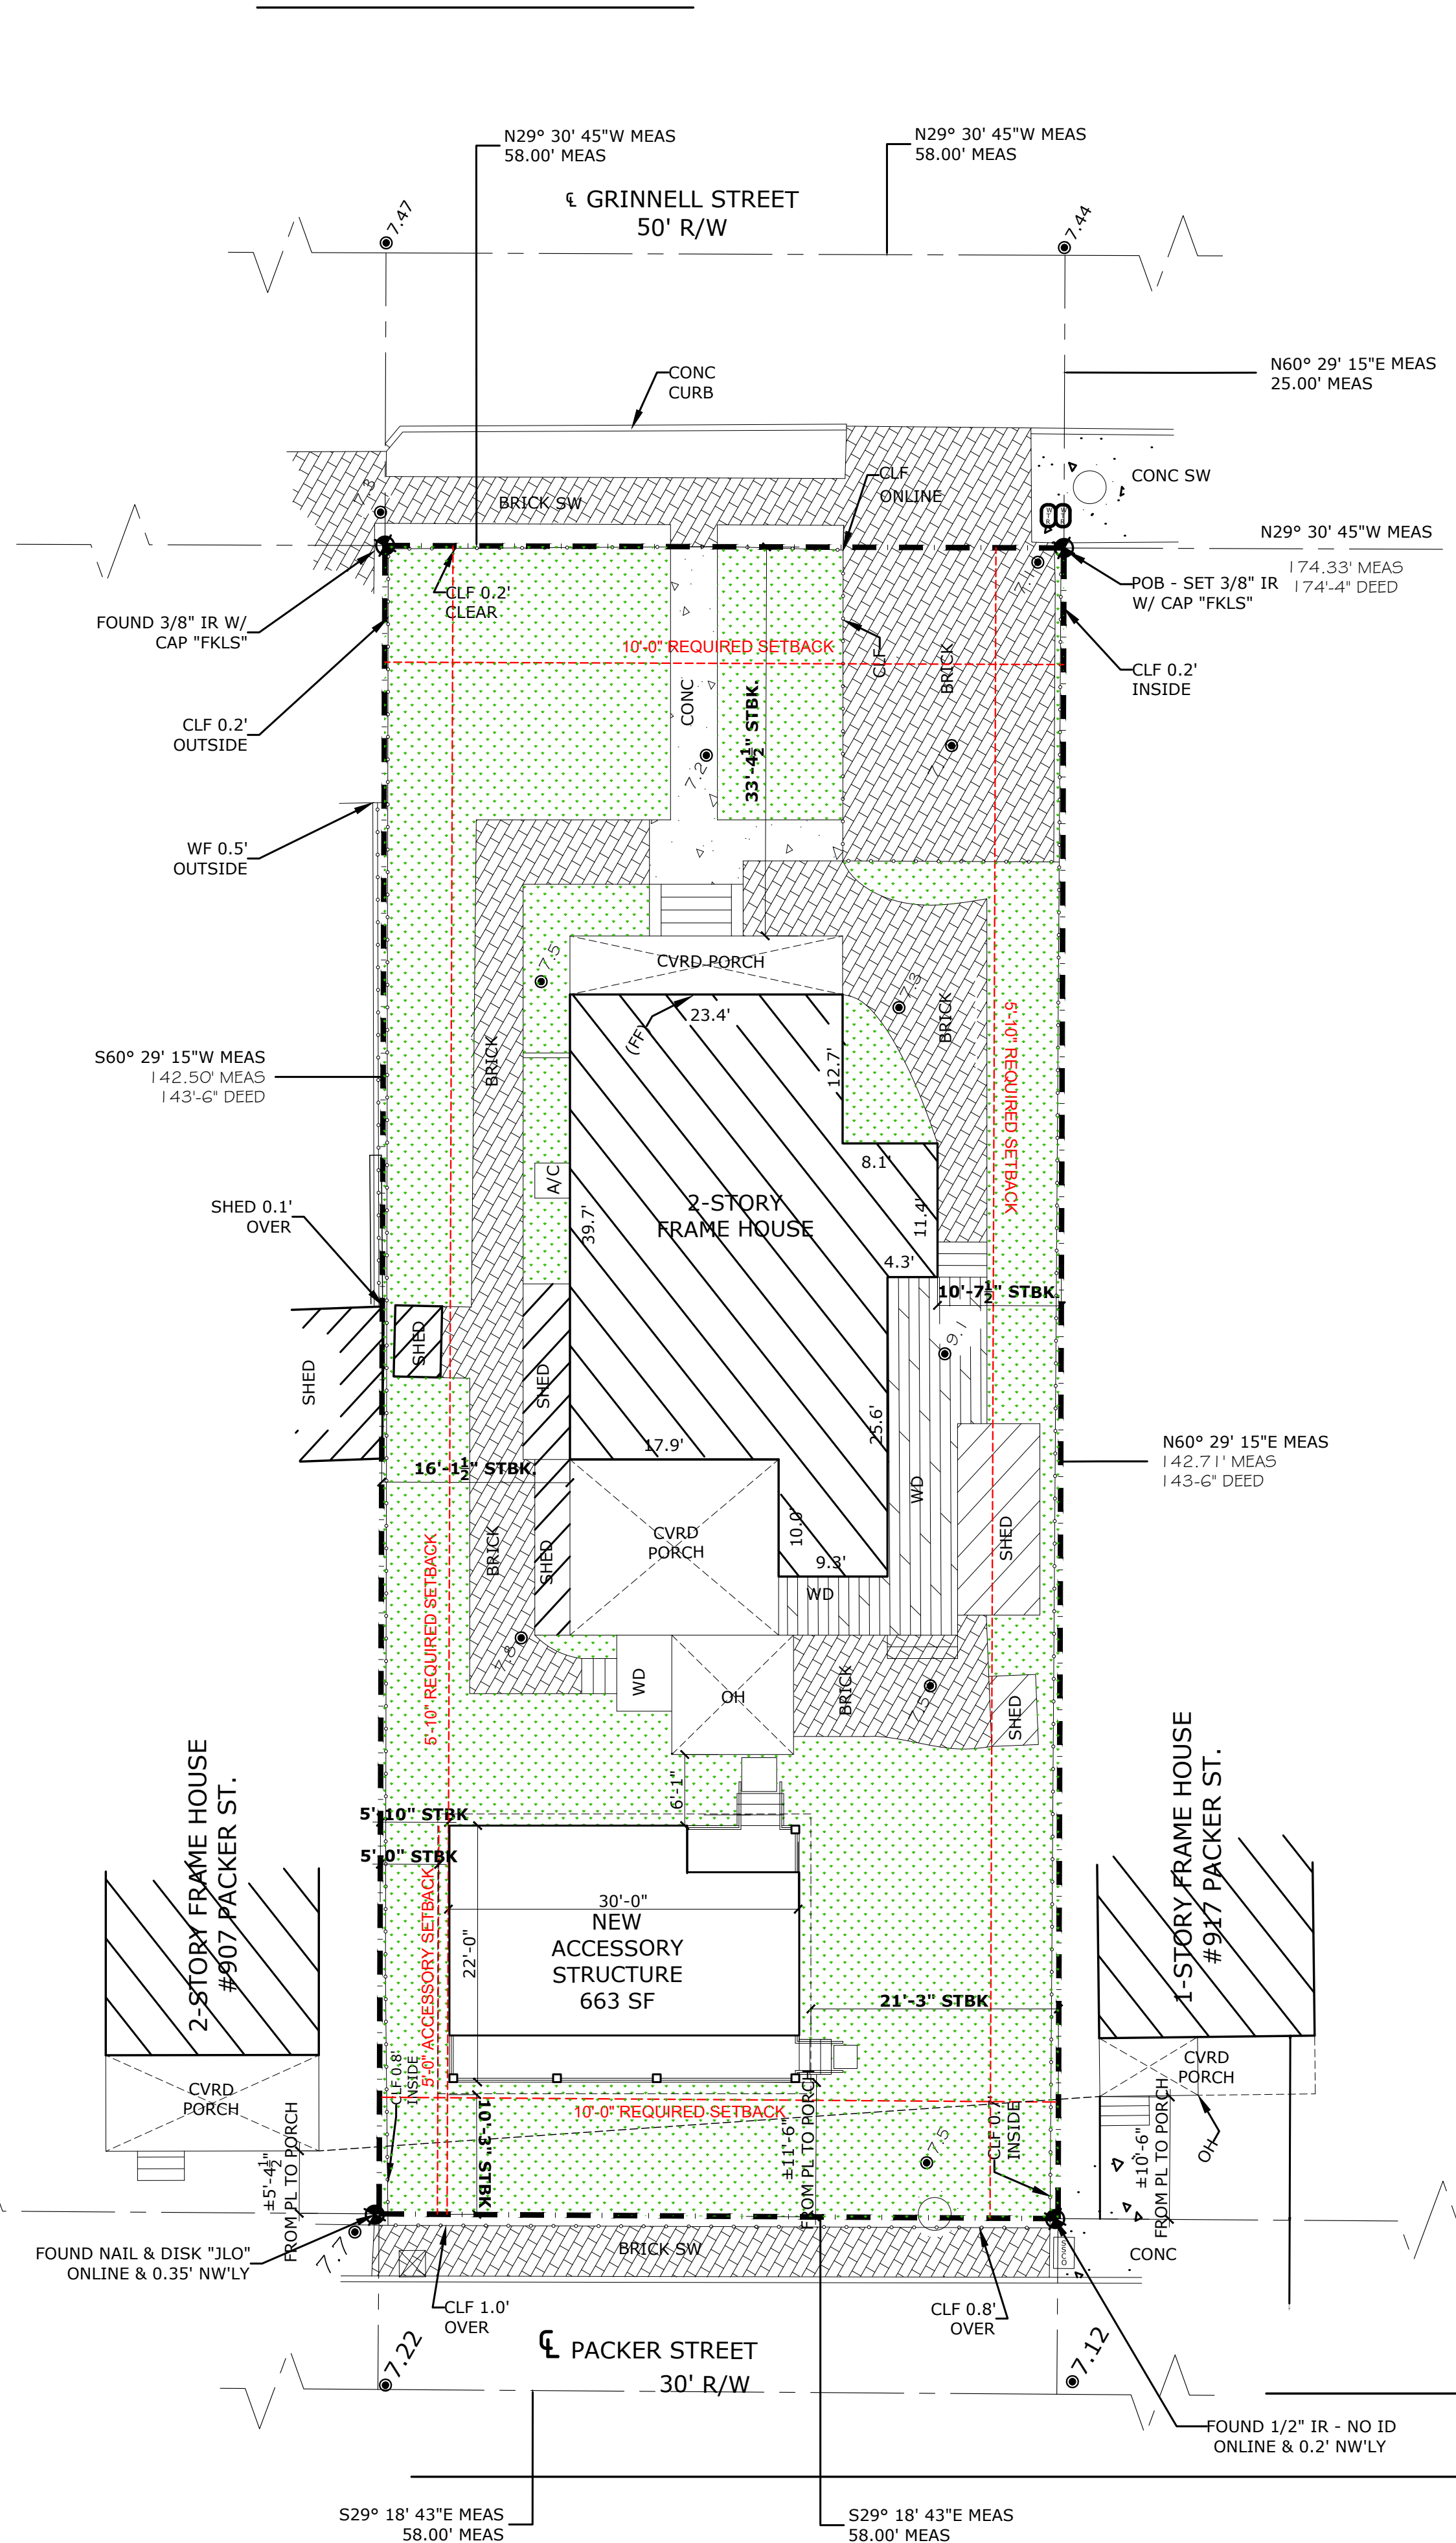 N29° 30' 45"W MEAS
58.00' MEAS
N29° 30' 45"W MEAS
58.00' MEAS
℄ GRINNELL STREET
50' R/W
7.47
7.44
N60° 29' 15"E MEAS
25.00' MEAS
CONC
CURB
CLF
ONLINE
CONC SW
7.3
BRICK SW
N29° 30' 45"W MEAS
174.33' MEAS
174'-4" DEED
POB - SET 3/8" IR
W/ CAP "FKLS"
7.1
CLF 0.2'
CLEAR
FOUND 3/8" IR W/
CAP "FKLS"
10'-0" REQUIRED SETBACK
CLF
BRICK
CLF 0.2'
INSIDE
CONC
33'-4½" STBK.
CLF 0.2'
OUTSIDE
7.2
WF 0.5'
OUTSIDE
7.5
CVRD PORCH
7.3
BRICK
5'-10" REQUIRED SETBACK
23.4'
(FF)
12.7'
BRICK
S60° 29' 15"W MEAS
142.50' MEAS
143'-6" DEED
8.1'
A/C
2-STORY
FRAME HOUSE
39.7'
11.4'
SHED 0.1'
OVER
4.3'
10'-7½" STBK.
9.1
SHED
SHED
SHED
25.6'
17.9'
16'-1½" STBK.
N60° 29' 15"E MEAS
142.71' MEAS
143-6" DEED
WD
CVRD
PORCH
10.0'
9.3'
WD
SHED
BRICK
SHED
5'-10" REQUIRED SETBACK
7.8
WD
OH
BRICK
7.5
SHED
6'-1"
2-STORY FRAME HOUSE
#907 PACKER ST.
1-STORY FRAME HOUSE
#917 PACKER ST.
5'-10" STBK
5'-0" STBK
5'-0" ACCESSORY SETBACK
30'-0"
22'-0"
NEW
ACCESSORY
STRUCTURE
663 SF
21'-3" STBK
CLF 0.8'
INSIDE
CVRD
PORCH
CVRD
PORCH
10'-0" REQUIRED SETBACK
10'-3" STBK
±11'-6"
FROM PL TO PORCH
7.5
CLF 0.7'
INSIDE
±10'-6"
FROM PL TO PORCH
OH
±5'-4½"
FROM PL TO PORCH
FOUND NAIL & DISK "JLO"
ONLINE & 0.35' NW'LY
7.7
BRICK SW
CONC
CLF 1.0'
OVER
CLF 0.8'
OVER
℄ PACKER STREET
30' R/W
7.22
7.12
FOUND 1/2" IR - NO ID
ONLINE & 0.2' NW'LY
S29° 18' 43"E MEAS
58.00' MEAS
S29° 18' 43"E MEAS
58.00' MEAS